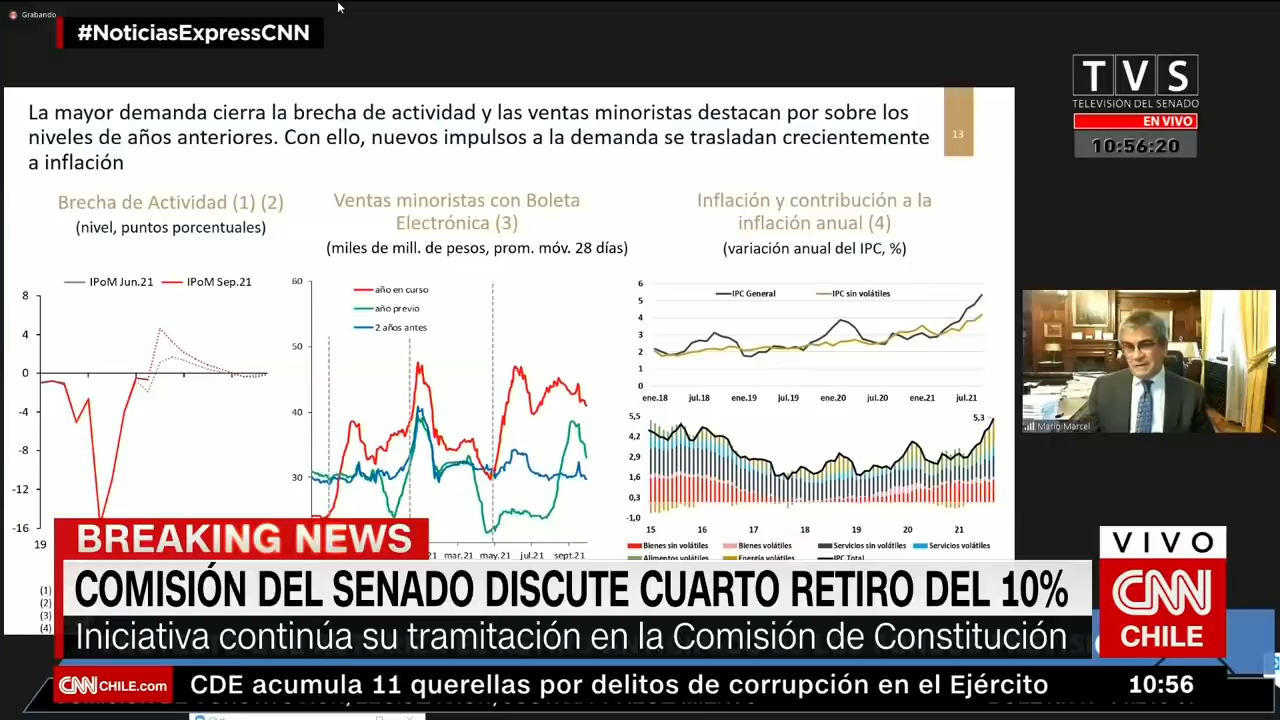 Grabando
#NoticiasExpressCNN
TVS
TELEVISIÓN DEL SENADO
EN VIVO
10:56:20
La mayor demanda cierra la brecha de actividad y las ventas minoristas destacan por sobre los
niveles de años anteriores. Con ello, nuevos impulsos a la demanda se trasladan crecientemente
a inflación
13
Brecha de Actividad (1) (2)
(nivel, puntos porcentuales)
IPoM Jun.21
IPoM Sep.21
8
4
0
-4
-8
-12
-16
19
Ventas minoristas con Boleta
Electrónica (3)
(miles de mill. de pesos, prom. móv. 28 días)
60
50
40
30
año en curso
año previo
2 años antes
21 mar.21 may.21 jul.21 sept.21
Inflación y contribución a la
inflación anual (4)
(variación anual del IPC, %)
6
5
4
3
2
1
0
IPC General
IPC sin volátiles
ene.18 jul.18 ene.19 jul.19 ene.20 jul.20 ene.21 jul.21
5,5
4,2
2,9
1,6
0,3
-1,0
5,3
15 16 17 18 19 20 21
Bienes sin volátiles Bienes volátiles Servicios sin volátiles Servicios volátiles
Alimentos volátiles Energía volátiles IPC Total
(1)
(2)
(3)
(4)
Mario Marcel
BREAKING NEWS
COMISIÓN DEL SENADO DISCUTE CUARTO RETIRO DEL 10%
Iniciativa continúa su tramitación en la Comisión de Constitución
VIVO
CNN
CHILE
CNNCHILE.com
CDE acumula 11 querellas por delitos de corrupción en el Ejército
10:56